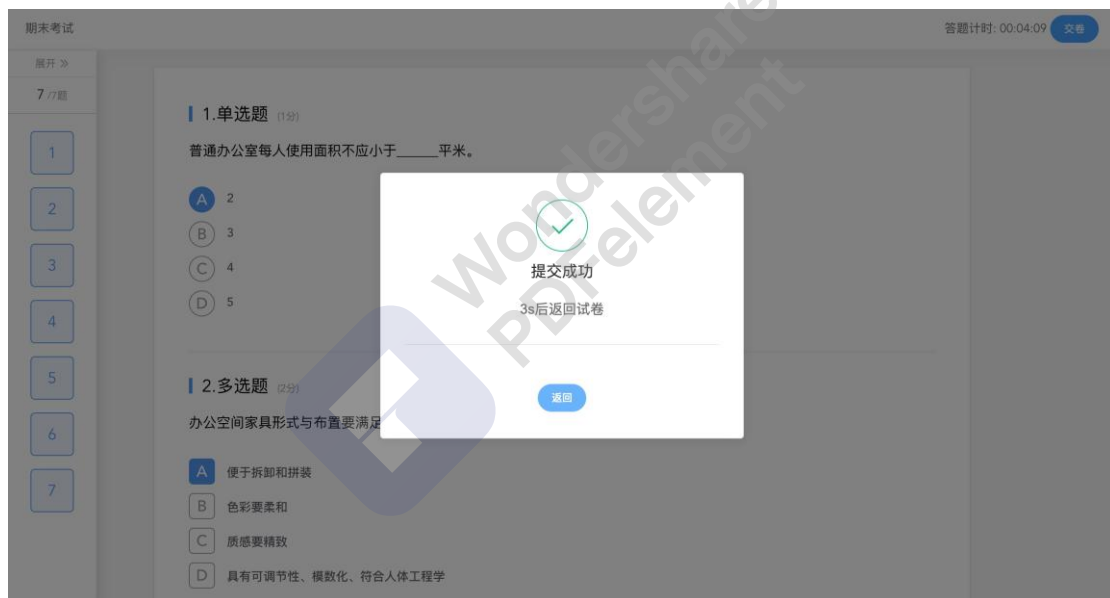 期末考试
答题计时: 00:04:09 交卷
展开 »
7 /7题
1
2
3
4
5
6
7
1.单选题 (1分)
普通办公室每人使用面积不应小于_____平米。
A 2
B 3
C 4
D 5
2.多选题 (2分)
办公空间家具形式与布置要满足
A 便于拆卸和拼装
B 色彩要柔和
C 质感要精致
D 具有可调节性、模数化、符合人体工程学
提交成功
3s后返回试卷
返回
Wondershare
PDFelement